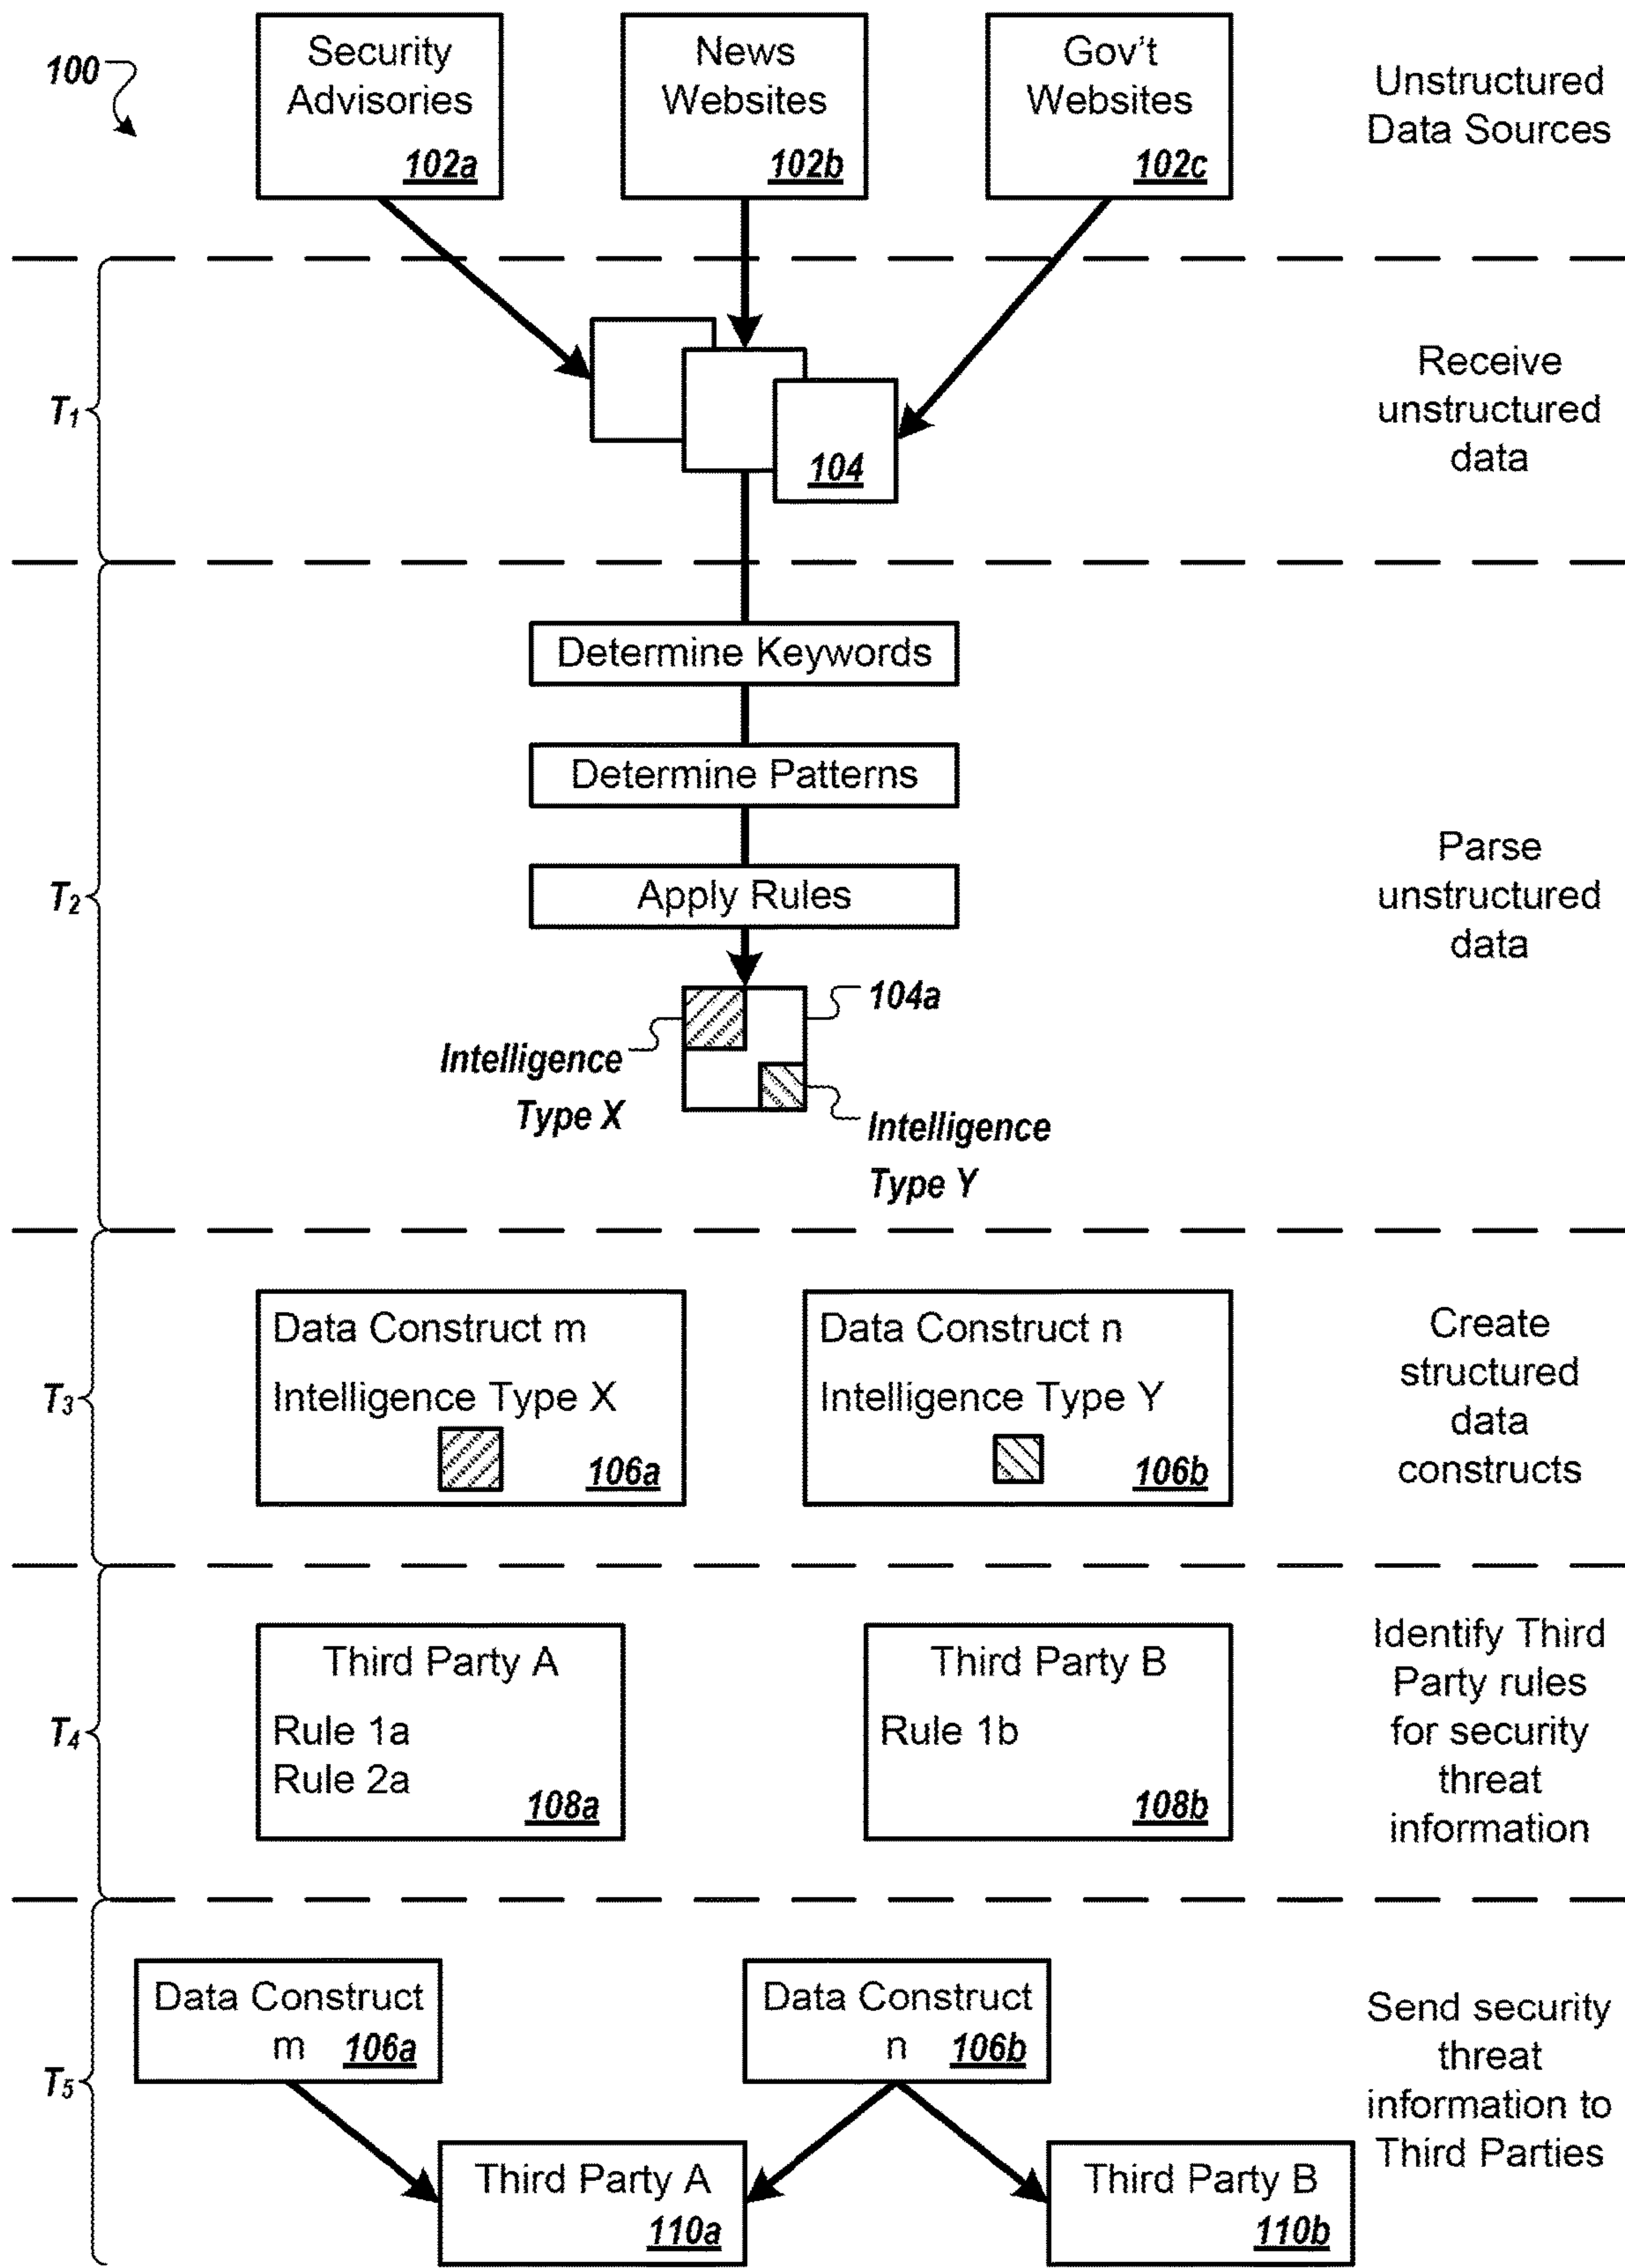 100
Security
Advisories
102a
News
Websites
102b
Gov't
Websites
102c
Unstructured
Data Sources
T1
104
Receive
unstructured
data
T2
Determine Keywords
Determine Patterns
Apply Rules
104a
Intelligence
Type X
Intelligence
Type Y
Parse
unstructured
data
T3
Data Construct m
Intelligence Type X
106a
Data Construct n
Intelligence Type Y
106b
Create
structured
data
constructs
T4
Third Party A
Rule 1a
Rule 2a
108a
Third Party B
Rule 1b
108b
Identify Third
Party rules
for security
threat
information
T5
Data Construct
m 106a
Data Construct
n 106b
Third Party A
110a
Third Party B
110b
Send security
threat
information to
Third Parties